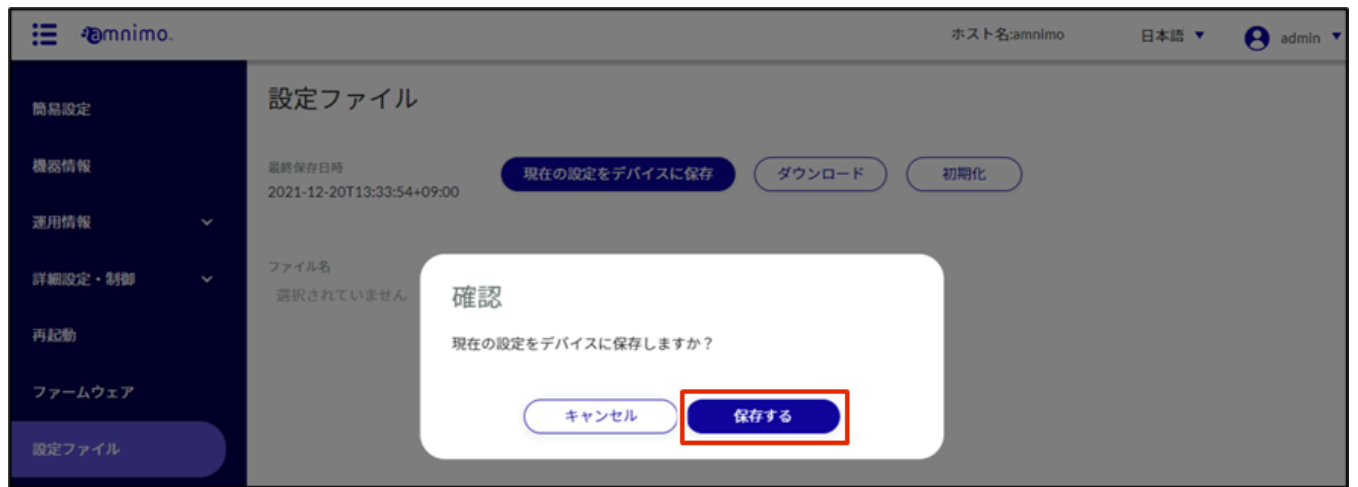 amnimo.
ホスト名:amnimo
日本語 ▼
admin ▼
簡易設定
機器情報
運用情報
詳細設定・制御
再起動
ファームウェア
設定ファイル
設定ファイル
最終保存日時
2021-12-20T13:33:54+09:00
現在の設定をデバイスに保存
ダウンロード
初期化
ファイル名
選択されていません
確認
現在の設定をデバイスに保存しますか？
キャンセル
保存する